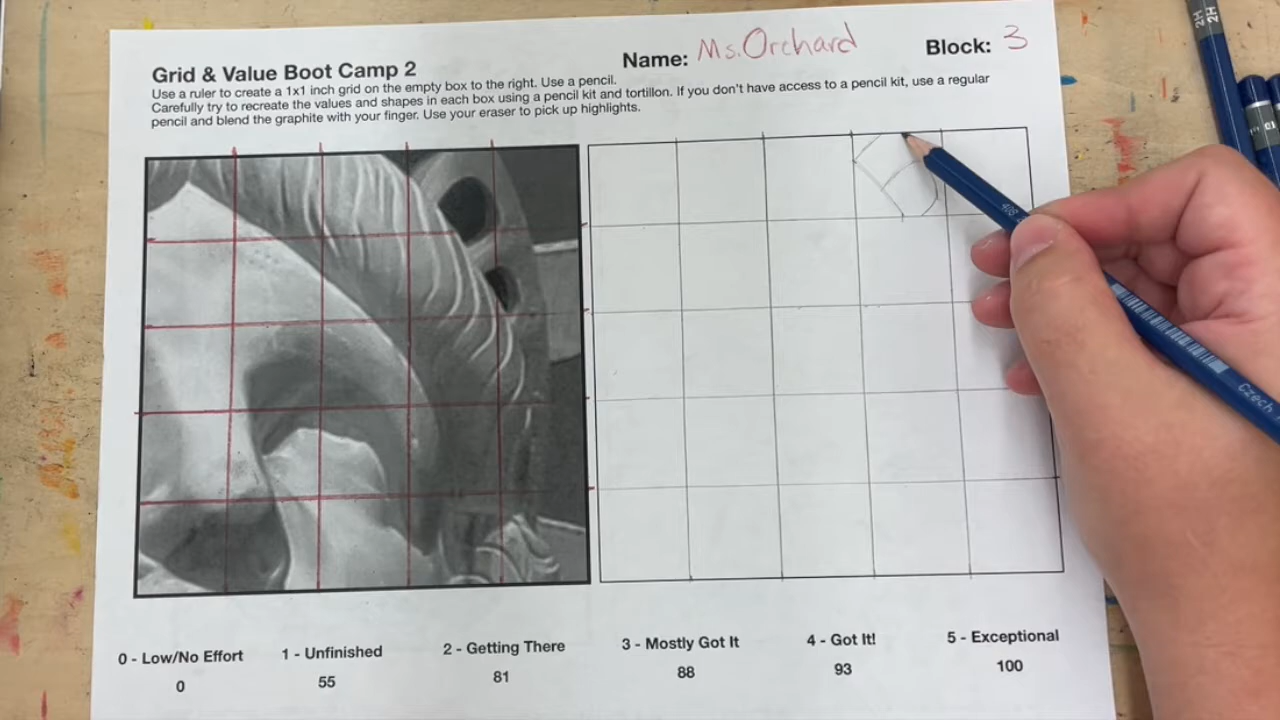 Grid & Value Boot Camp 2
Name: Ms. Orchard
Block: 3
Use a ruler to create a 1x1 inch grid on the empty box to the right. Use a pencil.
Carefully try to recreate the values and shapes in each box using a pencil kit and tortillon. If you don't have access to a pencil kit, use a regular
pencil and blend the graphite with your finger. Use your eraser to pick up highlights.
2H
2H
Czech
0 - Low/No Effort
1 - Unfinished
2 - Getting There
3 - Mostly Got It
4 - Got It!
5 - Exceptional
0
55
81
88
93
100